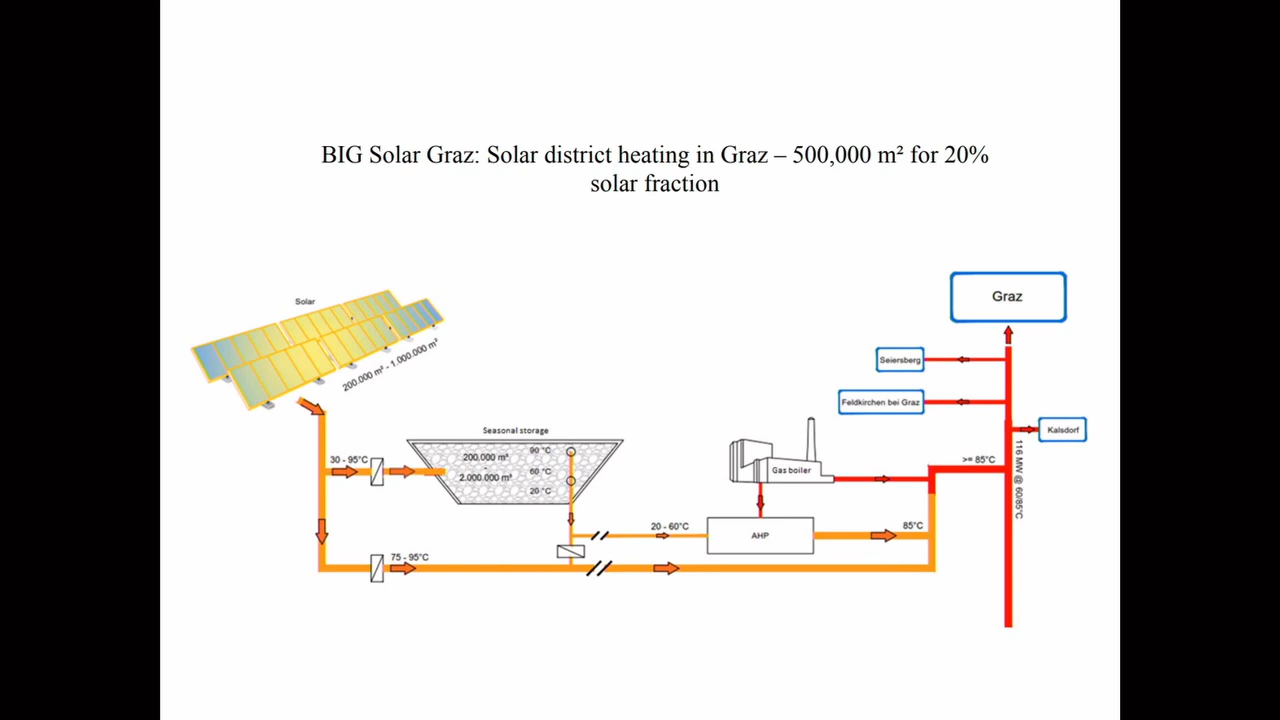 BIG Solar Graz: Solar district heating in Graz – 500,000 m² for 20%
solar fraction
Solar
200.000 m² - 1.000.000 m²
Graz
Seiersberg
Feldkirchen bei Graz
Kalsdorf
116 MW @ 60/85°C
Seasonal storage
200.000 m³
-
2.000.000 m³
90 °C
60 °C
20 °C
30 - 95°C
Gas boiler
>= 85°C
20 - 60°C
AHP
85°C
75 - 95°C